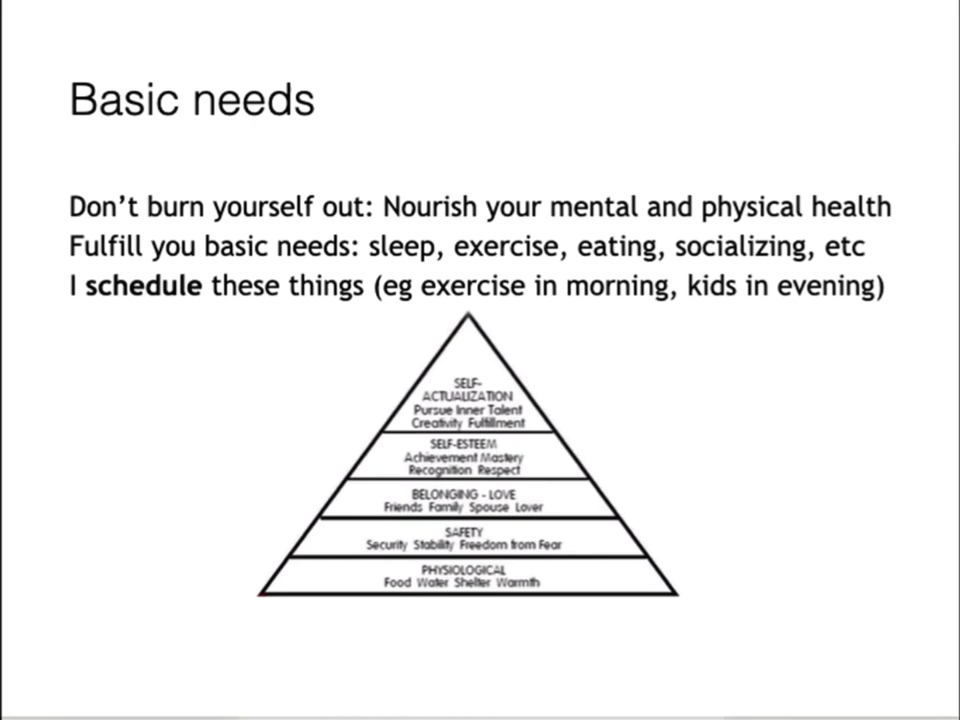 Basic needs
Don't burn yourself out: Nourish your mental and physical health
Fulfill you basic needs: sleep, exercise, eating, socializing, etc
I schedule these things (eg exercise in morning, kids in evening)
SELF-
ACTUALIZATION
Pursue Inner Talent
Creativity Fulfillment
SELF-ESTEEM
Achievement Mastery
Recognition Respect
BELONGING - LOVE
Friends Family Spouse Lover
SAFETY
Security Stability Freedom from Fear
PHYSIOLOGICAL
Food Water Shelter Warmth